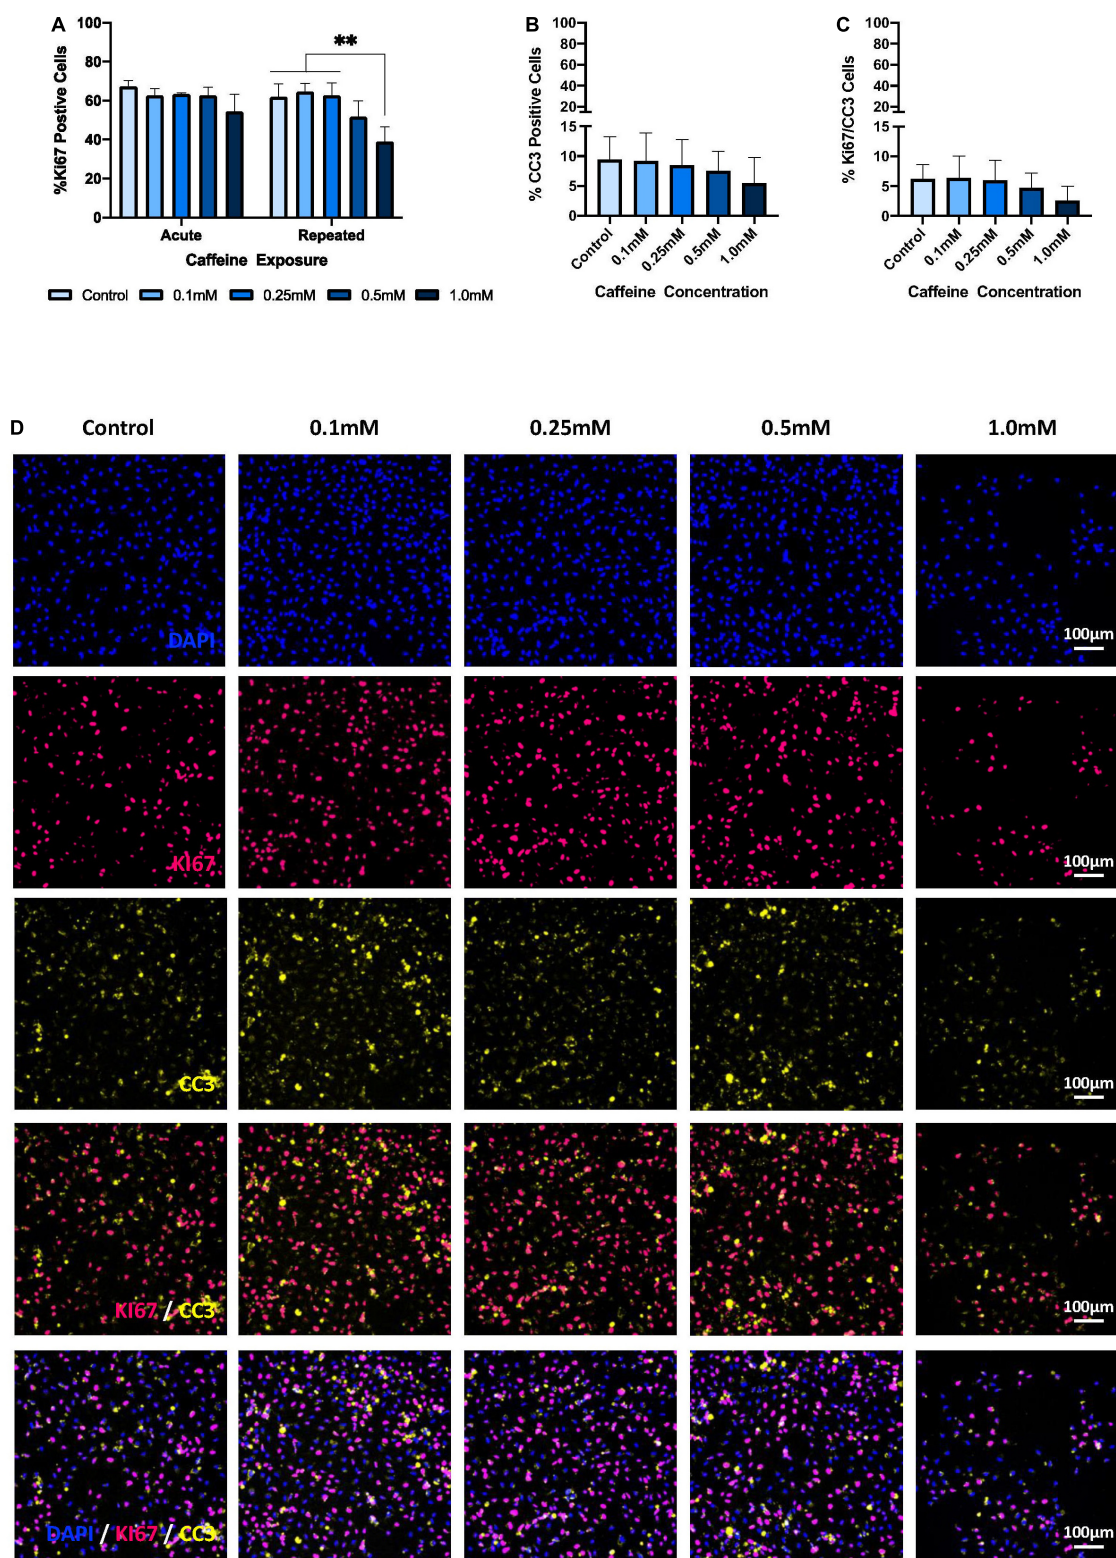 A
%Ki67 Postive Cells
100
80
60
40
20
0
**
Acute
Repeated
Caffeine Exposure
Control
0.1mM
0.25mM
0.5mM
1.0mM
B
% CC3 Positive Cells
100
80
60
40
20
15
10
5
0
Control
0.1mM
0.25mM
0.5mM
1.0mM
Caffeine Concentration
C
% Ki67/CC3 Cells
100
80
60
40
20
15
10
5
0
Control
0.1mM
0.25mM
0.5mM
1.0mM
Caffeine Concentration
D
Control
0.1mM
0.25mM
0.5mM
1.0mM
DAPI
100µm
KI67
100µm
CC3
100µm
KI67 / CC3
100µm
DAPI / KI67 / CC3
100µm